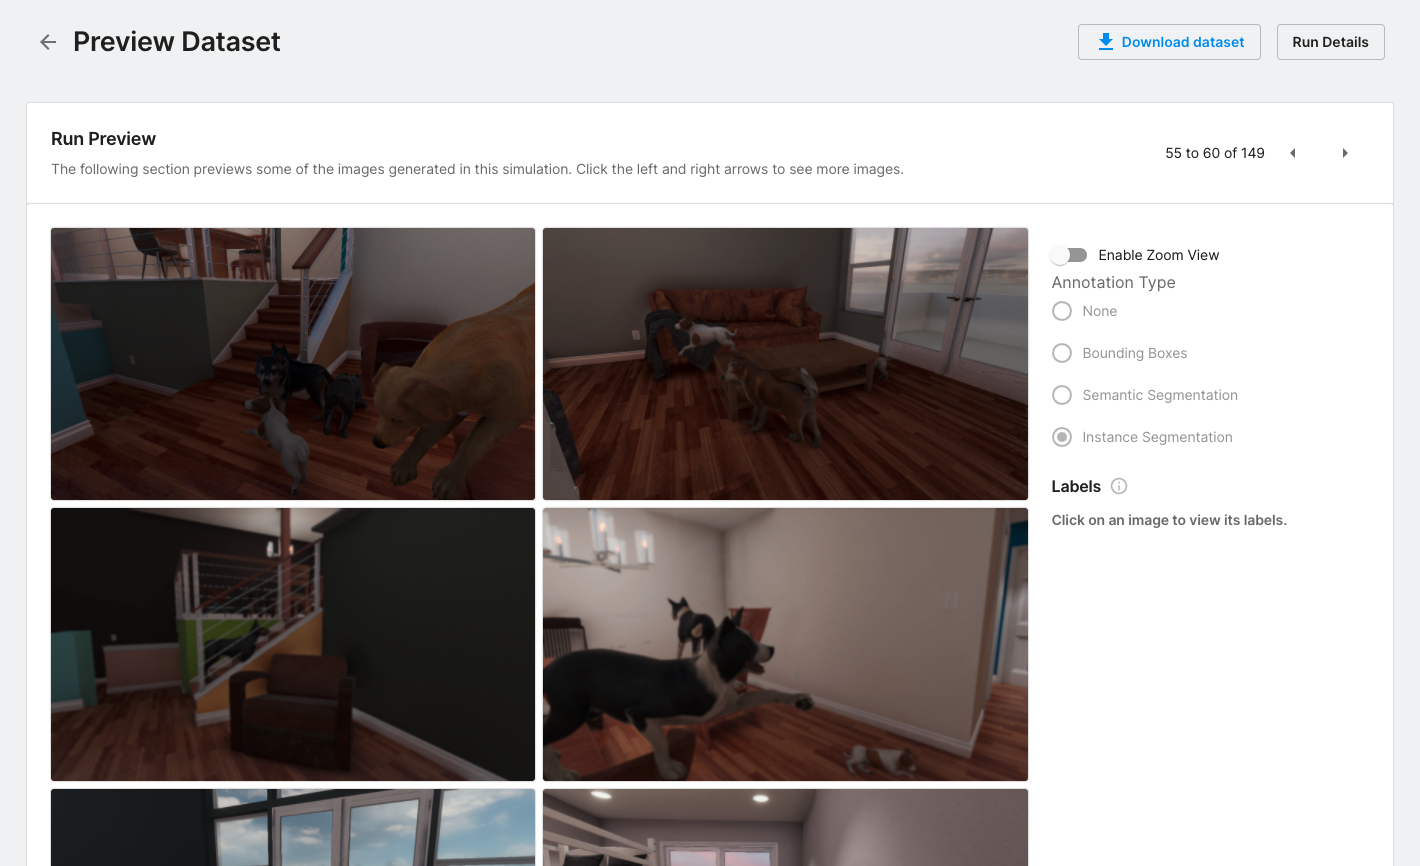 Preview Dataset
Download dataset
Run Details
Run Preview
The following section previews some of the images generated in this simulation. Click the left and right arrows to see more images.
55 to 60 of 149
Enable Zoom View
Annotation Type
None
Bounding Boxes
Semantic Segmentation
Instance Segmentation
Labels
Click on an image to view its labels.